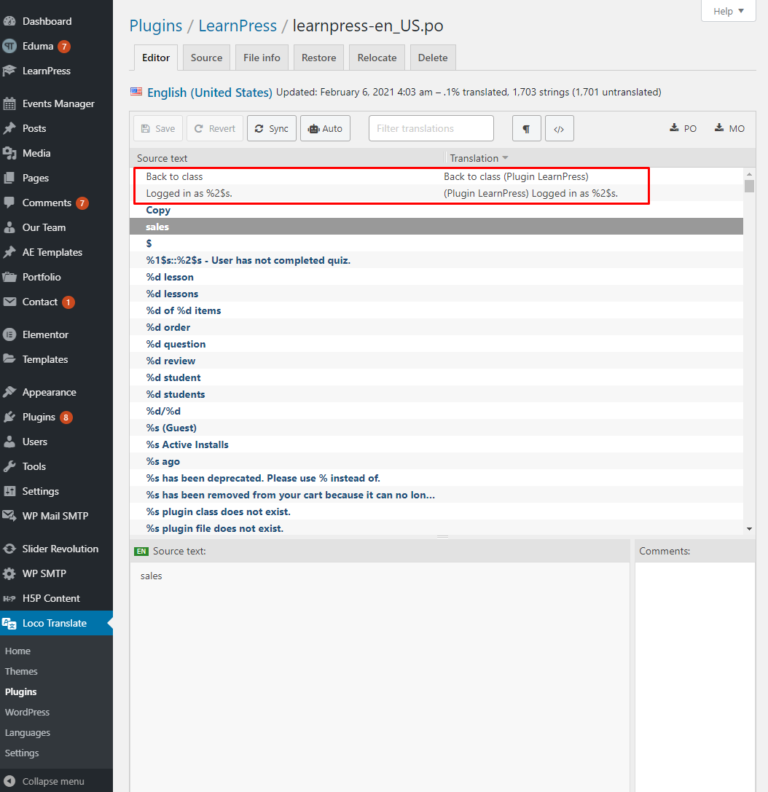 Help ▼
Plugins / LearnPress / learnpress-en_US.po
Editor Source File info Restore Relocate Delete
English (United States) Updated: February 6, 2021 4:03 am – .1% translated, 1,703 strings (1,701 untranslated)
Save Revert Sync Auto Filter translations ¶ </> PO MO
Source text Translation
Back to class Back to class (Plugin LearnPress)
Logged in as %2$s. (Plugin LearnPress) Logged in as %2$s.
Copy
sales
$
%1$s::%2$s - User has not completed quiz.
%d lesson
%d lessons
%d of %d items
%d order
%d question
%d review
%d student
%d students
%d/%d
%s (Guest)
%s Active Installs
%s ago
%s has been deprecated. Please use % instead of.
%s has been removed from your cart because it can no lon...
%s plugin class does not exist.
%s plugin file does not exist.
EN Source text:
sales
Comments:
Dashboard
Eduma 7
LearnPress
Events Manager
Posts
Media
Pages
Comments 7
Our Team
AE Templates
Portfolio
Contact 1
Elementor
Templates
Appearance
Plugins 8
Users
Tools
Settings
WP Mail SMTP
Slider Revolution
WP SMTP
H5P H5P Content
Loco Translate
Home
Themes
Plugins
WordPress
Languages
Settings
Collapse menu